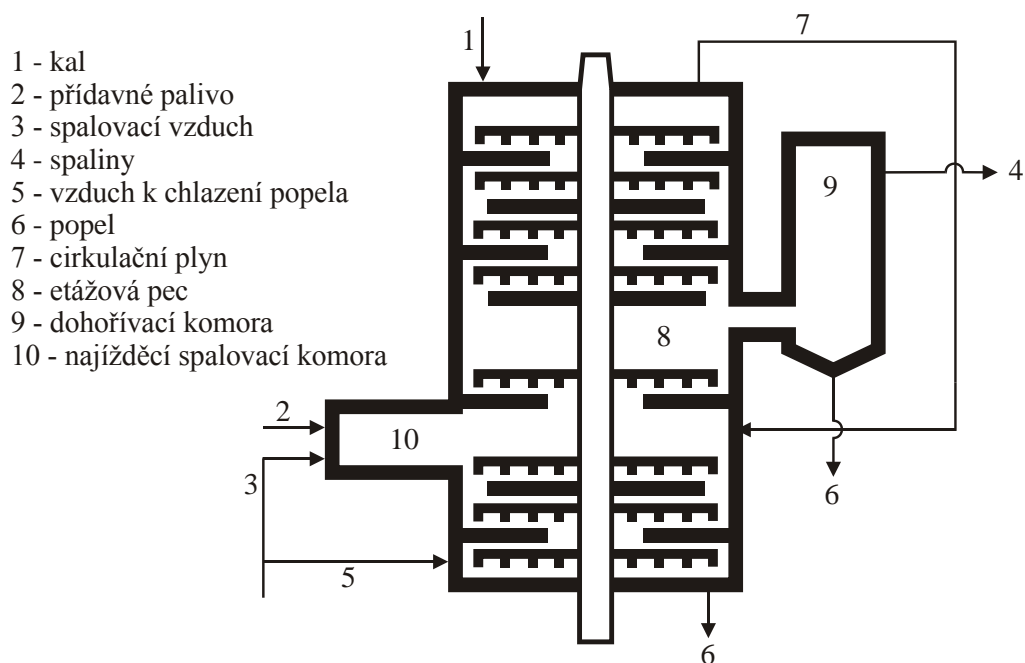 1 - kal
2 - přídavné palivo
3 - spalovací vzduch
4 - spaliny
5 - vzduch k chlazení popela
6 - popel
7 - cirkulační plyn
8 - etážová pec
9 - dohořívací komora
10 - najížděcí spalovací komora
1
7
9
4
8
2
10
3
6
5
6